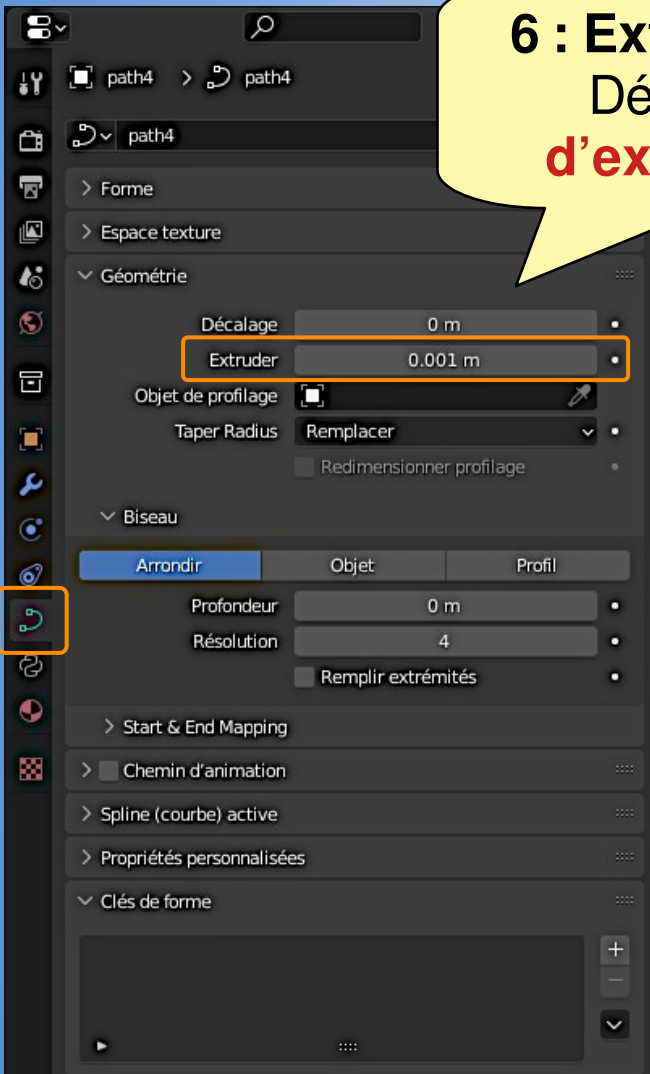 6 : Ex
Dé
d'ex
path4 > path4
path4
Forme
Espace texture
Géométrie
Décalage 0 m
Extruder 0.001 m
Objet de profilage
Taper Radius Remplacer
Redimensionner profilage
Biseau
Arrondir Objet Profil
Profondeur 0 m
Résolution 4
Remplir extrémités
Start & End Mapping
Chemin d'animation
Spline (courbe) active
Propriétés personnalisées
Clés de forme